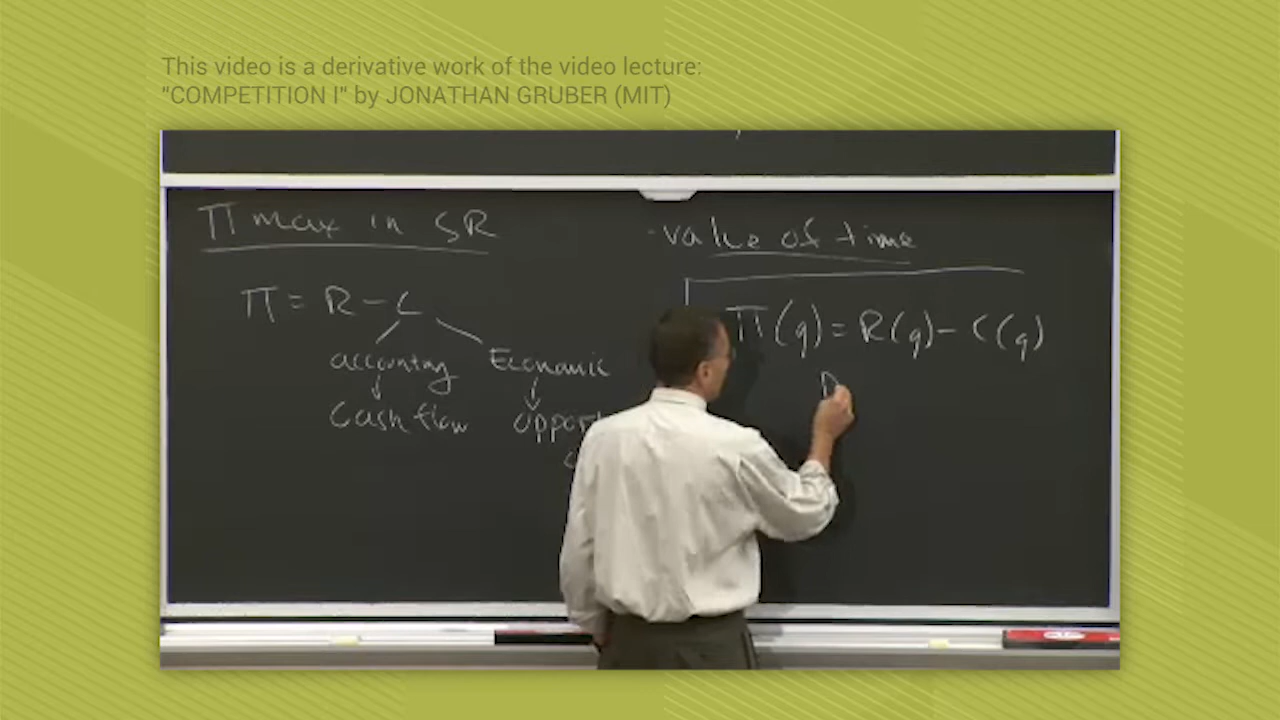 This video is a derivative work of the video lecture:
"COMPETITION I" by JONATHAN GRUBER (MIT)
Π max in SR
Π = R - C
accounting
Economic
Cash flow
value of time
Π(q) = R(q) - C(q)